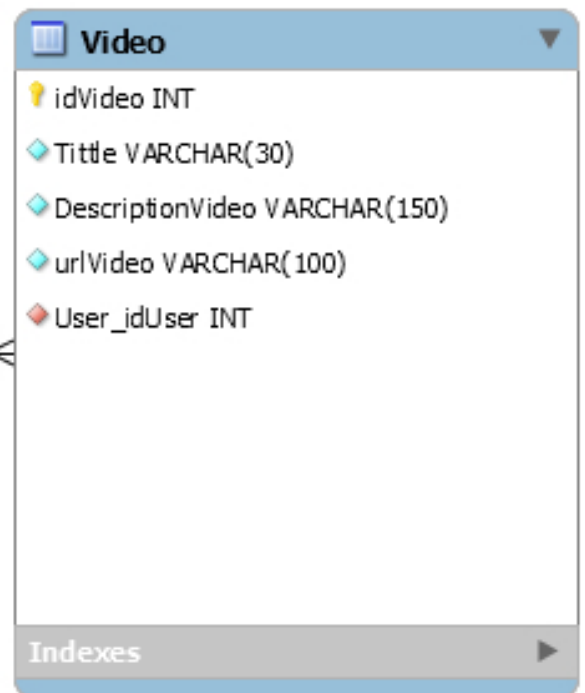 Video
idVideo INT
Tittle VARCHAR(30)
DescriptionVideo VARCHAR(150)
urlVideo VARCHAR(100)
User_idUser INT
Indexes